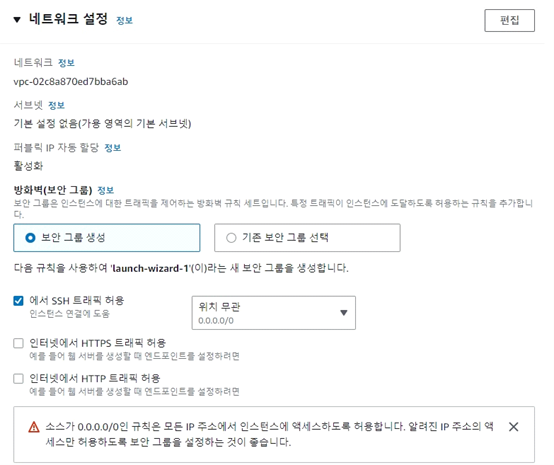 네트워크 설정 정보
편집
네트워크 정보
vpc-02c8a870ed7bba6ab
서브넷 정보
기본 설정 없음(가용 영역의 기본 서브넷)
퍼블릭 IP 자동 할당 정보
활성화
방화벽(보안 그룹) 정보
보안 그룹은 인스턴스에 대한 트래픽을 제어하는 방화벽 규칙 세트입니다. 특정 트래픽이 인스턴스에 도달하도록 허용하는 규칙을 추가합니
다.
보안 그룹 생성
기존 보안 그룹 선택
다음 규칙을 사용하여 'launch-wizard-1'(이)라는 새 보안 그룹을 생성합니다.
에서 SSH 트래픽 허용
인스턴스 연결에 도움
위치 무관
0.0.0.0/0
인터넷에서 HTTPS 트래픽 허용
예를 들어 웹 서버를 생성할 때 엔드포인트를 설정하려면
인터넷에서 HTTP 트래픽 허용
예를 들어 웹 서버를 생성할 때 엔드포인트를 설정하려면
소스가 0.0.0.0/0인 규칙은 모든 IP 주소에서 인스턴스에 액세스하도록 허용합니다. 알려진 IP 주소의 액
세스만 허용하도록 보안 그룹을 설정하는 것이 좋습니다.